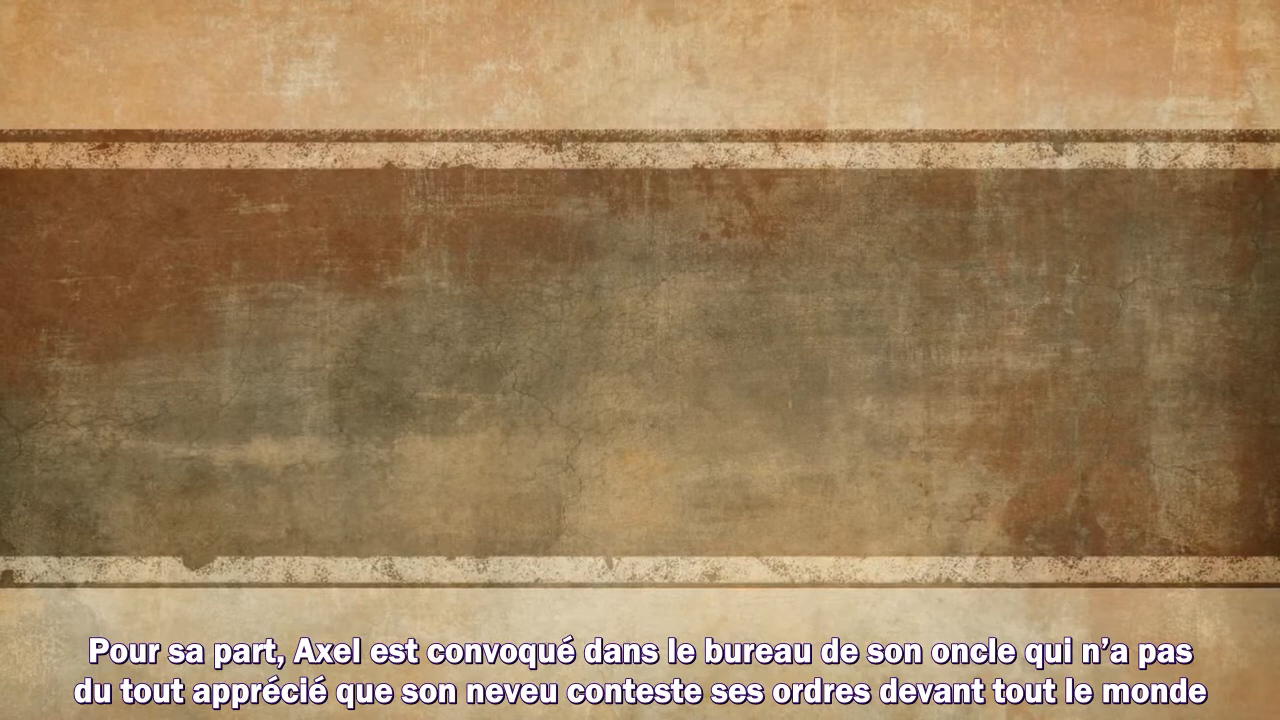 Pour sa part, Axel est convoqué dans le bureau de son oncle qui n’a pas
du tout apprécié que son neveu conteste ses ordres devant tout le monde